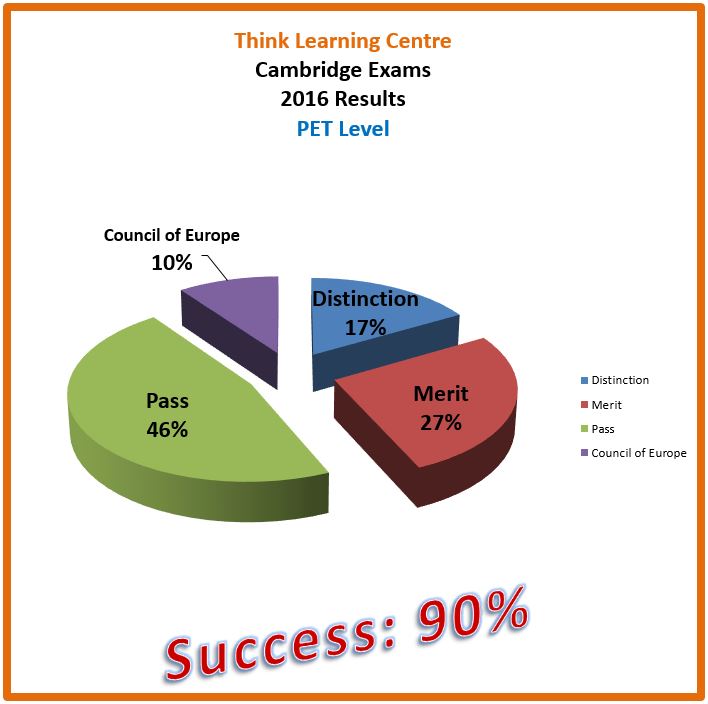 Think Learning Centre
Cambridge Exams
2016 Results
PET Level
Council of Europe
10%
Distinction
17%
Merit
27%
Pass
46%
Distinction
Merit
Pass
Council of Europe
Success: 90%